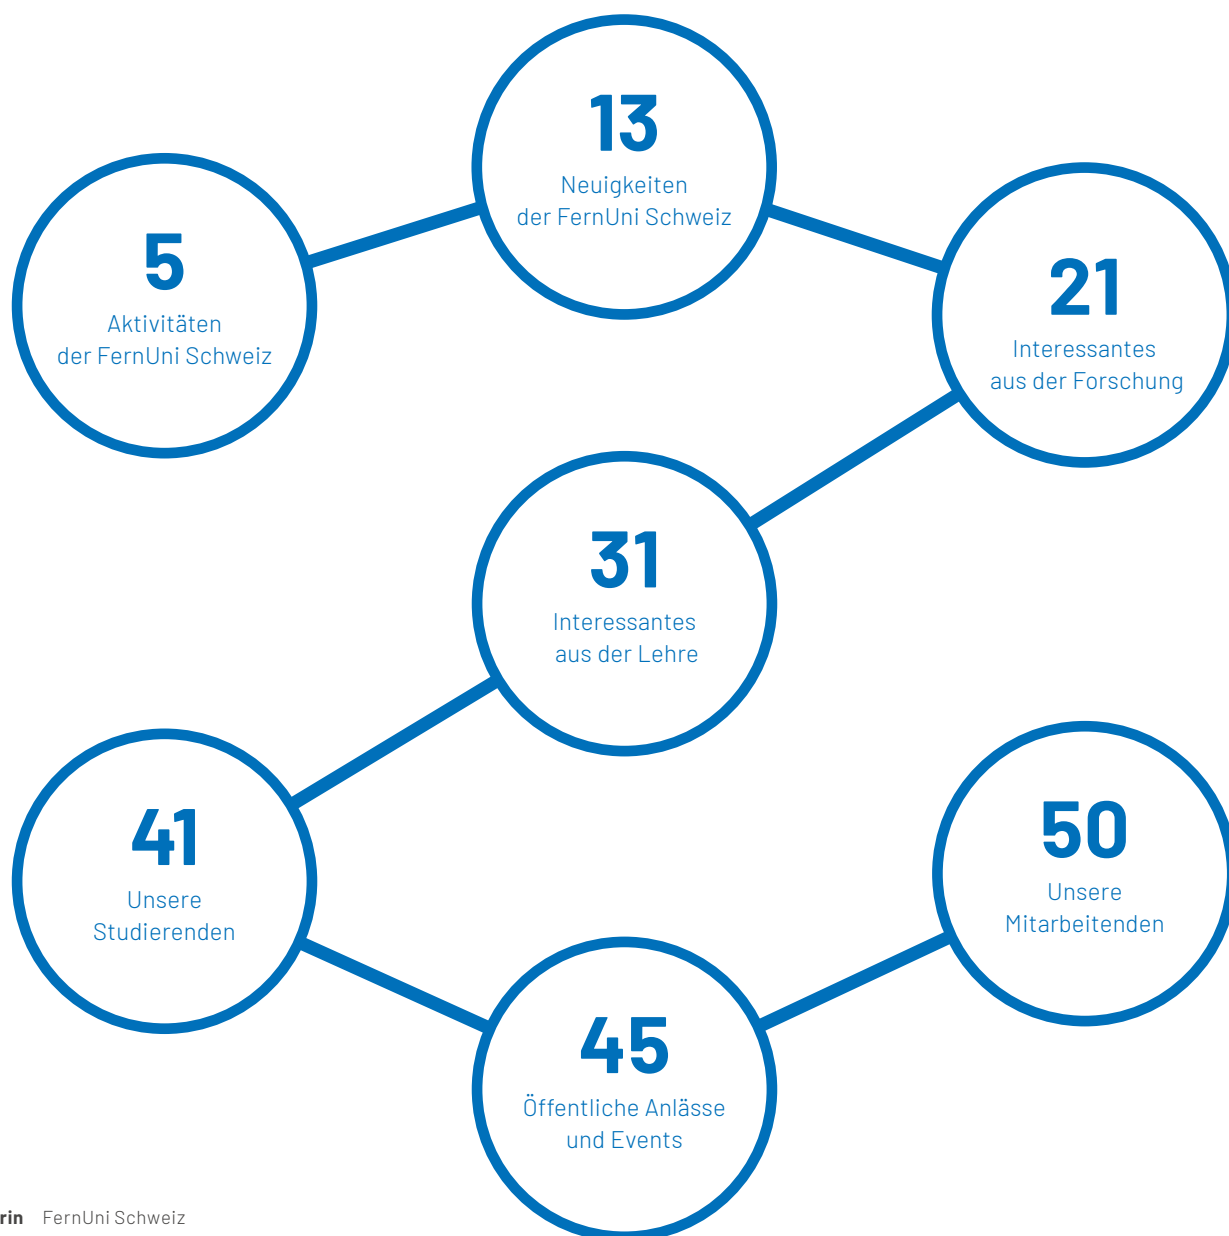 5
Aktivitäten
der FernUni Schweiz
13
Neuigkeiten
der FernUni Schweiz
21
Interessantes
aus der Forschung
31
Interessantes
aus der Lehre
41
Unsere
Studierenden
45
Öffentliche Anlässe
und Events
50
Unsere
Mitarbeitenden
rin FernUni Schweiz